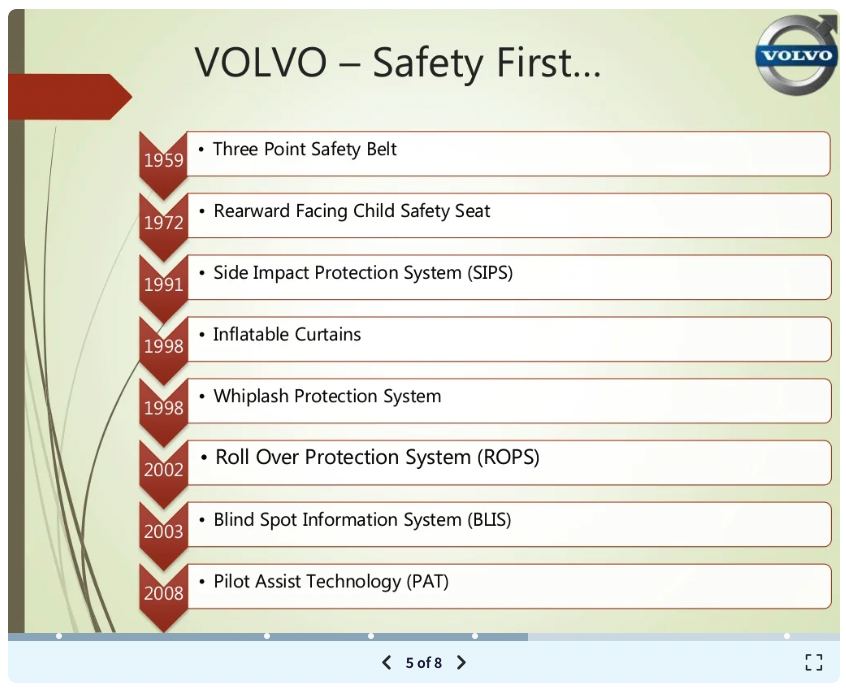 VOLVO – Safety First...
VOLVO
1959
• Three Point Safety Belt
1972
• Rearward Facing Child Safety Seat
1991
• Side Impact Protection System (SIPS)
1998
• Inflatable Curtains
1998
• Whiplash Protection System
2002
• Roll Over Protection System (ROPS)
2003
• Blind Spot Information System (BLIS)
2008
• Pilot Assist Technology (PAT)
5 of 8